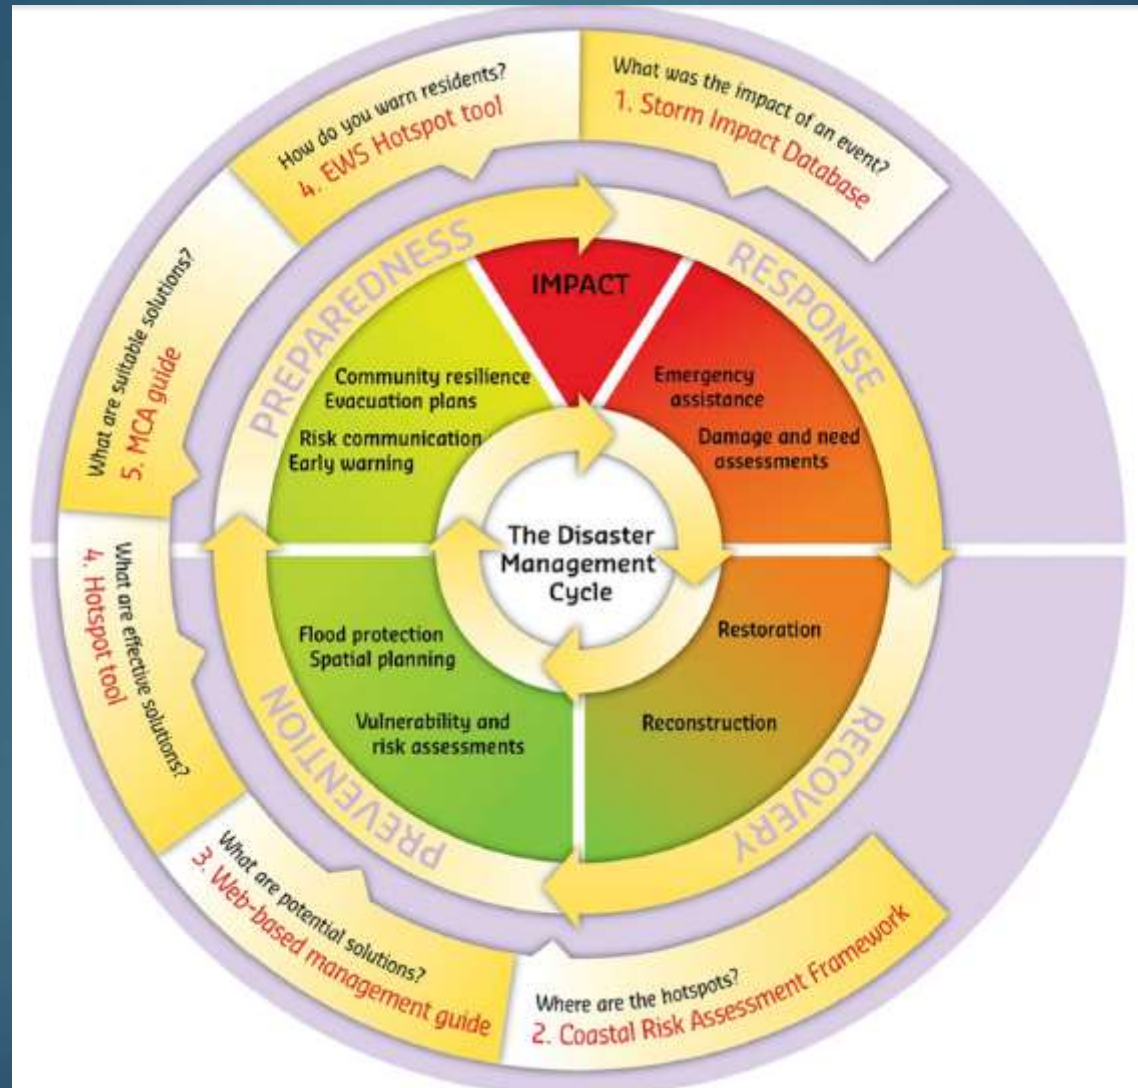 What was the impact of an event?
1. Storm Impact Database
How do you warn residents?
4. EWS Hotspot tool
What are suitable solutions?
5. MCA guide
What are effective solutions?
4. Hotspot tool
What are potential solutions?
3. Web-based management guide
Where are the hotspots?
2. Coastal Risk Assessment Framework
PREPAREDNESS
RESPONSE
RECOVERY
PREVENTION
IMPACT
Community resilience
Evacuation plans
Risk communication
Early warning
Emergency
assistance
Damage and need
assessments
The Disaster
Management
Cycle
Flood protection
Spatial planning
Vulnerability and
risk assessments
Restoration
Reconstruction